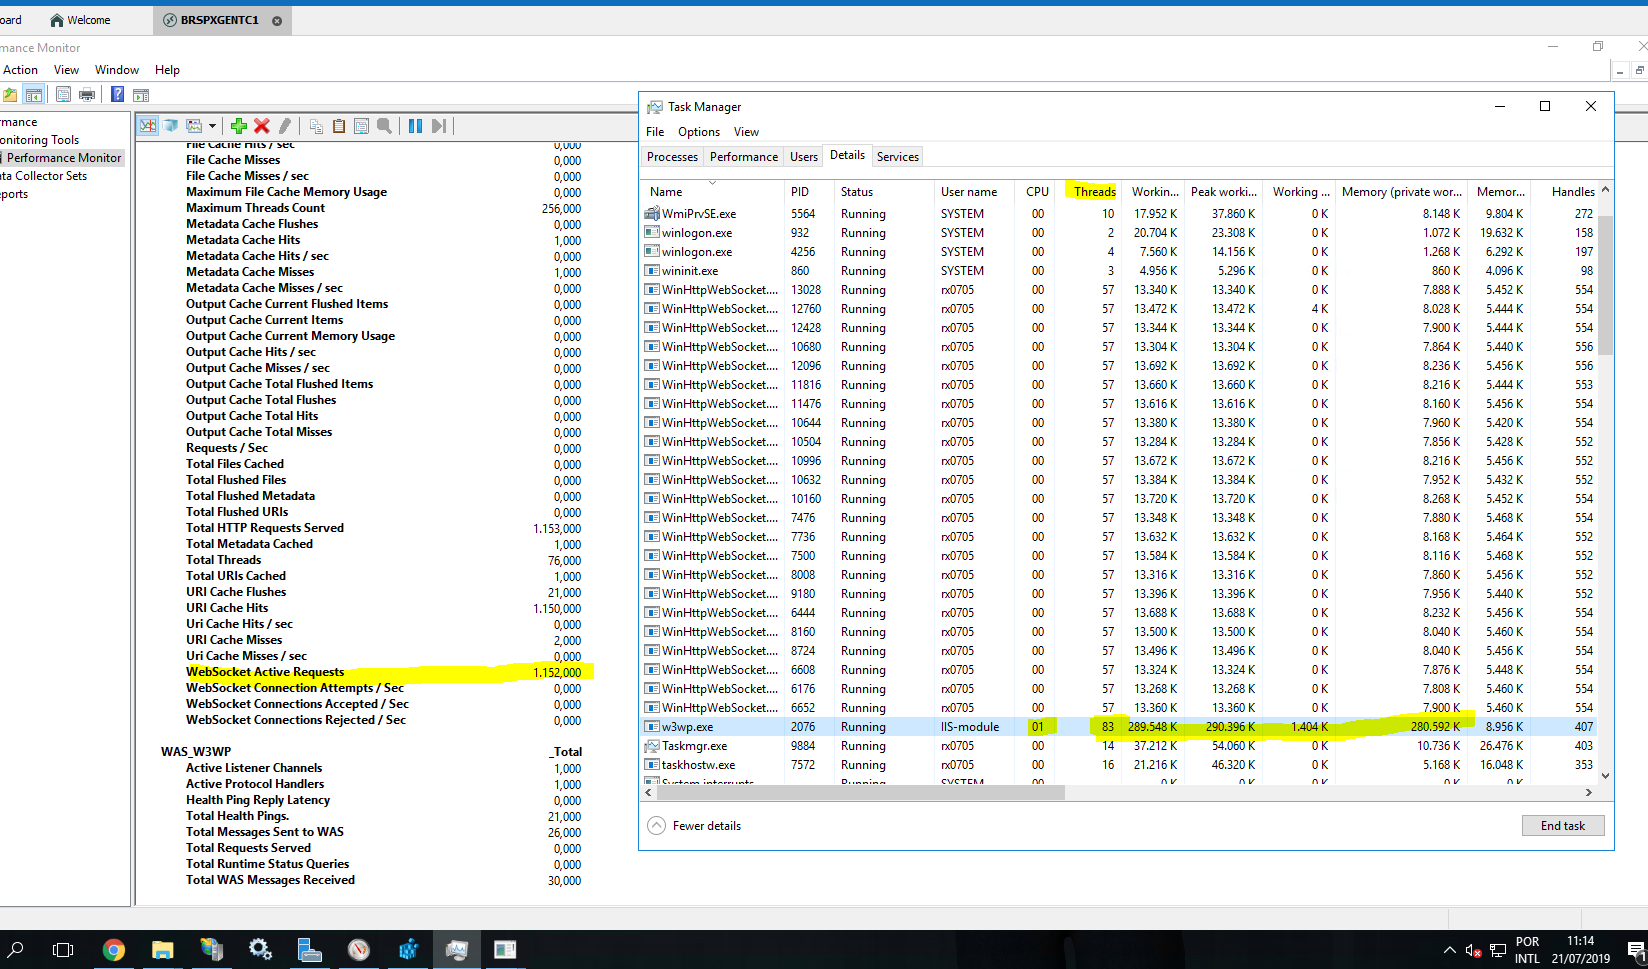 oard Welcome BRSPXGENTC1
mance Monitor
Action View Window Help
mance
onitoring Tools
Performance Monitor
ata Collector Sets
ports
File Cache Hits / sec 0,000
File Cache Misses 0,000
File Cache Misses / sec 0,000
Maximum File Cache Memory Usage 0,000
Maximum Threads Count 256,000
Metadata Cache Flushes 0,000
Metadata Cache Hits 1,000
Metadata Cache Hits / sec 0,000
Metadata Cache Misses 1,000
Metadata Cache Misses / sec 0,000
Output Cache Current Flushed Items 0,000
Output Cache Current Items 0,000
Output Cache Current Memory Usage 0,000
Output Cache Hits / sec 0,000
Output Cache Misses / sec 0,000
Output Cache Total Flushed Items 0,000
Output Cache Total Flushes 0,000
Output Cache Total Hits 0,000
Output Cache Total Misses 0,000
Requests / Sec 0,000
Total Files Cached 0,000
Total Flushed Files 0,000
Total Flushed Metadata 0,000
Total Flushed URIs 0,000
Total HTTP Requests Served 1.153,000
Total Metadata Cached 1,000
Total Threads 76,000
Total URIs Cached 1,000
URI Cache Flushes 21,000
URI Cache Hits 1.150,000
Uri Cache Hits / sec 0,000
URI Cache Misses 2,000
Uri Cache Misses / sec 0,000
WebSocket Active Requests 1.152,000
WebSocket Connection Attempts / Sec 0,000
WebSocket Connections Accepted / Sec 0,000
WebSocket Connections Rejected / Sec 0,000
WAS_W3WP _Total
Active Listener Channels 1,000
Active Protocol Handlers 1,000
Health Ping Reply Latency 0,000
Total Health Pings. 21,000
Total Messages Sent to WAS 26,000
Total Requests Served 0,000
Total Runtime Status Queries 0,000
Total WAS Messages Received 30,000
Task Manager
File Options View
Processes Performance Users Details Services
Name PID Status User name CPU Threads Workin... Peak worki... Working ... Memory (private wor... Memor... Handles
WmiPrvSE.exe 5564 Running SYSTEM 00 10 17.952 K 37.860 K 0 K 8.148 K 9.804 K 272
winlogon.exe 932 Running SYSTEM 00 2 20.704 K 23.308 K 0 K 1.072 K 19.632 K 158
winlogon.exe 4256 Running SYSTEM 00 4 7.560 K 14.156 K 0 K 1.268 K 6.292 K 197
wininit.exe 860 Running SYSTEM 00 3 4.956 K 5.296 K 0 K 860 K 4.096 K 98
WinHttpWebSocket.... 13028 Running rx0705 00 57 13.340 K 13.340 K 0 K 7.888 K 5.452 K 554
WinHttpWebSocket.... 12760 Running rx0705 00 57 13.472 K 13.472 K 4 K 8.028 K 5.444 K 554
WinHttpWebSocket.... 12428 Running rx0705 00 57 13.344 K 13.344 K 0 K 7.900 K 5.444 K 554
WinHttpWebSocket.... 10680 Running rx0705 00 57 13.304 K 13.304 K 0 K 7.864 K 5.440 K 556
WinHttpWebSocket.... 12096 Running rx0705 00 57 13.692 K 13.692 K 0 K 8.236 K 5.456 K 556
WinHttpWebSocket.... 11816 Running rx0705 00 57 13.660 K 13.660 K 0 K 8.216 K 5.444 K 553
WinHttpWebSocket.... 11476 Running rx0705 00 57 13.616 K 13.616 K 0 K 8.160 K 5.456 K 554
WinHttpWebSocket.... 10644 Running rx0705 00 57 13.380 K 13.380 K 0 K 7.960 K 5.420 K 554
WinHttpWebSocket.... 10504 Running rx0705 00 57 13.284 K 13.284 K 0 K 7.856 K 5.428 K 552
WinHttpWebSocket.... 10996 Running rx0705 00 57 13.672 K 13.672 K 0 K 8.216 K 5.456 K 552
WinHttpWebSocket.... 10632 Running rx0705 00 57 13.384 K 13.384 K 0 K 7.952 K 5.432 K 552
WinHttpWebSocket.... 10160 Running rx0705 00 57 13.720 K 13.720 K 0 K 8.268 K 5.452 K 554
WinHttpWebSocket.... 7476 Running rx0705 00 57 13.348 K 13.348 K 0 K 7.880 K 5.468 K 554
WinHttpWebSocket.... 7736 Running rx0705 00 57 13.632 K 13.632 K 0 K 8.168 K 5.464 K 552
WinHttpWebSocket.... 7500 Running rx0705 00 57 13.584 K 13.584 K 0 K 8.116 K 5.468 K 552
WinHttpWebSocket.... 8008 Running rx0705 00 57 13.316 K 13.316 K 0 K 7.860 K 5.456 K 552
WinHttpWebSocket.... 9180 Running rx0705 00 57 13.396 K 13.396 K 0 K 7.956 K 5.440 K 552
WinHttpWebSocket.... 6444 Running rx0705 00 57 13.688 K 13.688 K 0 K 8.232 K 5.456 K 554
WinHttpWebSocket.... 8160 Running rx0705 00 57 13.500 K 13.500 K 0 K 8.040 K 5.460 K 554
WinHttpWebSocket.... 8724 Running rx0705 00 57 13.496 K 13.496 K 0 K 8.040 K 5.456 K 554
WinHttpWebSocket.... 6608 Running rx0705 00 57 13.324 K 13.324 K 0 K 7.876 K 5.448 K 554
WinHttpWebSocket.... 6176 Running rx0705 00 57 13.268 K 13.268 K 0 K 7.808 K 5.460 K 554
WinHttpWebSocket.... 6652 Running rx0705 00 57 13.360 K 13.360 K 0 K 7.900 K 5.460 K 554
w3wp.exe 2076 Running IIS-module 01 83 289.548 K 290.396 K 1.404 K 280.592 K 8.956 K 407
Taskmgr.exe 9884 Running rx0705 00 14 37.212 K 54.060 K 0 K 10.736 K 26.476 K 403
taskhostw.exe 7572 Running rx0705 00 16 21.216 K 46.320 K 0 K 5.168 K 16.048 K 353
System interrupts Running SYSTEM 00 0 K 0 K 0 K 0 K 0 K
Fewer details End task
POR 11:14
INTL 21/07/2019